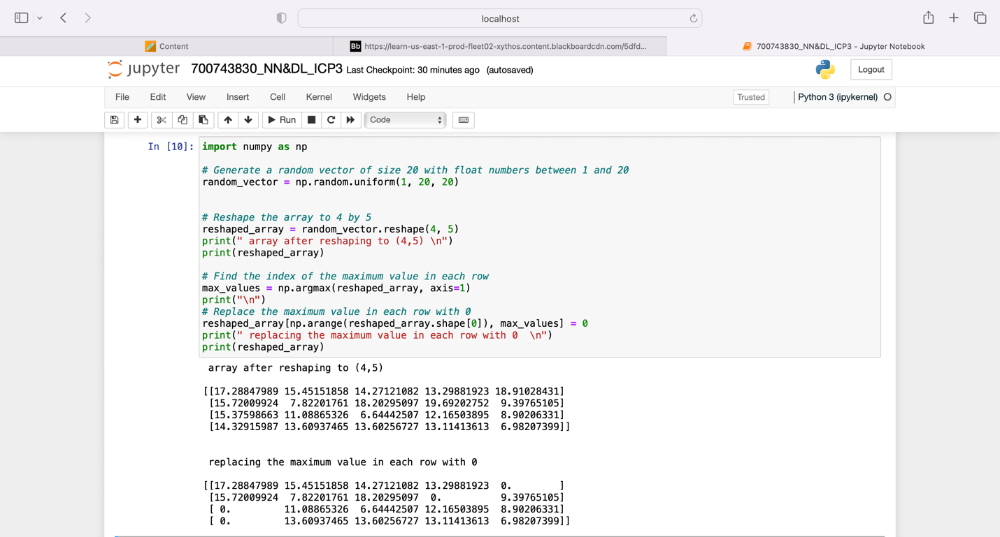 localhost
Content
Bb https://learn-us-east-1-prod-fleet02-xythos.content.blackboardcdn.com/5dfd...
700743830_NN&DL_ICP3 - Jupyter Notebook
jupyter 700743830_NN&DL_ICP3 Last Checkpoint: 30 minutes ago (autosaved)
Logout
File Edit View Insert Cell Kernel Widgets Help
Trusted
Python 3 (ipykernel)
Run
Code
In [10]: import numpy as np
# Generate a random vector of size 20 with float numbers between 1 and 20
random_vector = np.random.uniform(1, 20, 20)
# Reshape the array to 4 by 5
reshaped_array = random_vector.reshape(4, 5)
print(" array after reshaping to (4,5) \n")
print(reshaped_array)
# Find the index of the maximum value in each row
max_values = np.argmax(reshaped_array, axis=1)
print("\n")
# Replace the maximum value in each row with 0
reshaped_array[np.arange(reshaped_array.shape[0]), max_values] = 0
print(" replacing the maximum value in each row with 0  \n")
print(reshaped_array)
array after reshaping to (4,5)
[[17.28847989 15.45151858 14.27121082 13.29881923 18.91028431]
[15.72009924  7.82201761 18.20295097 19.69202752  9.39765105]
[15.37598663 11.08865326  6.64442507 12.16503895  8.90206331]
[14.32915987 13.60937465 13.60256727 13.11413613  6.98207399]]
replacing the maximum value in each row with 0
[[17.28847989 15.45151858 14.27121082 13.29881923  0.        ]
[15.72009924  7.82201761 18.20295097  0.          9.39765105]
[ 0.         11.08865326  6.64442507 12.16503895  8.90206331]
[ 0.         13.60937465 13.60256727 13.11413613  6.98207399]]